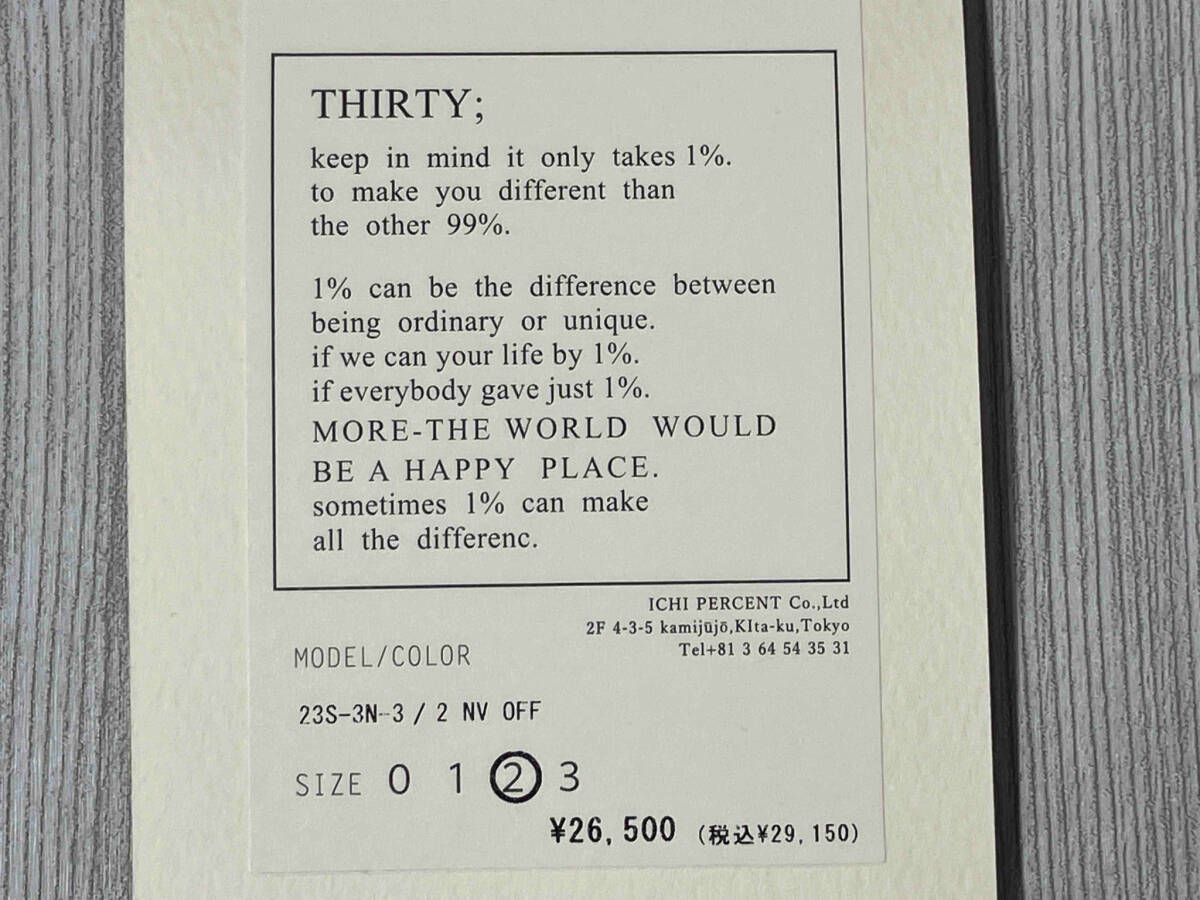 THIRTY;
keep in mind it only takes 1%.
to make you different than
the other 99%.
1% can be the difference between
being ordinary or unique.
if we can your life by 1%.
if everybody gave just 1%.
MORE-THE WORLD WOULD
BE A HAPPY PLACE.
sometimes 1% can make
all the differenc.
ICHI PERCENT Co.,Ltd
2F 4-3-5 kamijūjō,KIta-ku,Tokyo
Tel+81 3 64 54 35 31
MODEL/COLOR
23S-3N-3 / 2 NV OFF
SIZE 0 1 2 3
¥26,500 (税込¥29,150)